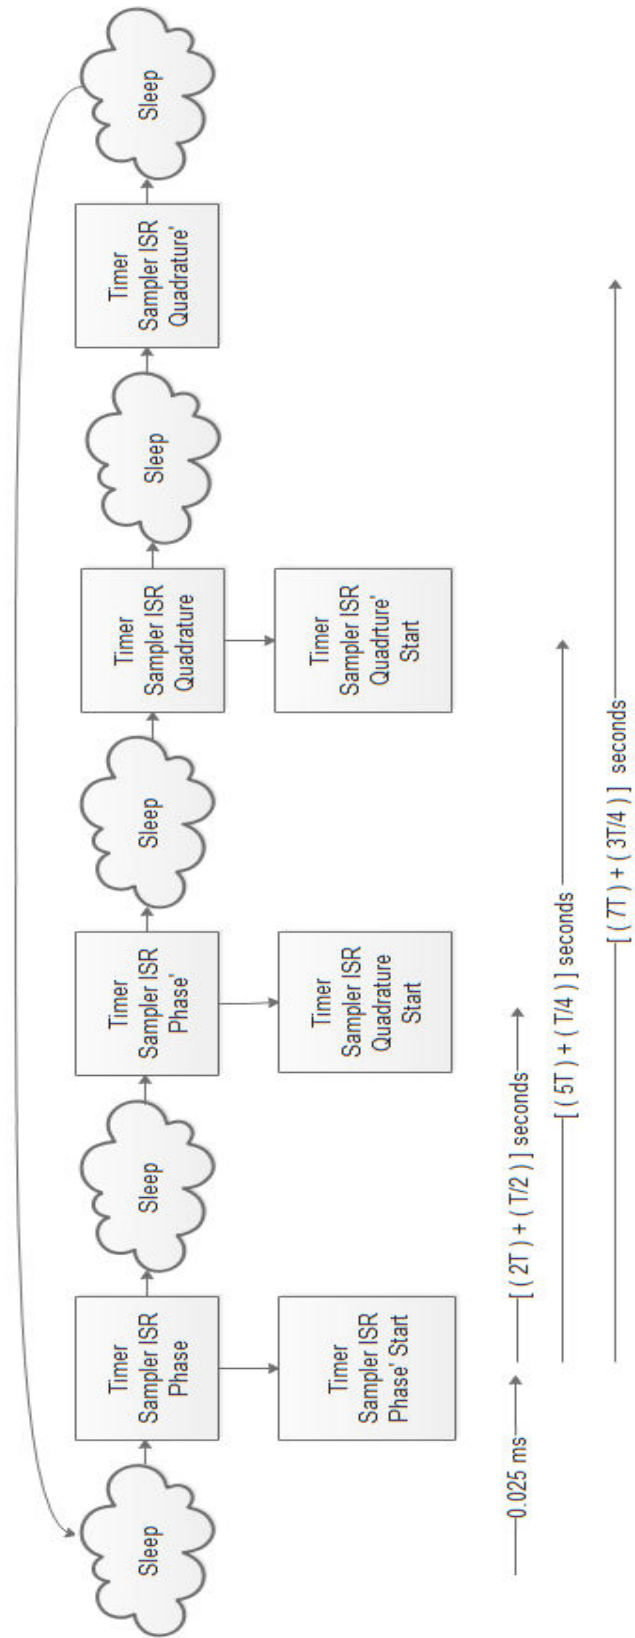 Sleep
Timer
Sampler ISR
Phase
Sleep
Timer
Sampler ISR
Phase'
Sleep
Timer
Sampler ISR
Quadrature
Sleep
Timer
Sampler ISR
Quadrature'
Sleep
Timer
Sampler ISR
Phase' Start
Timer
Sampler ISR
Quadrature
Start
Timer
Sampler ISR
Quadrture'
Start
0.025 ms
[ ( 2T ) + ( T/2 ) ] seconds
[ ( 5T ) + ( T/4 ) ] seconds
[ ( 7T ) + ( 3T/4 ) ] seconds